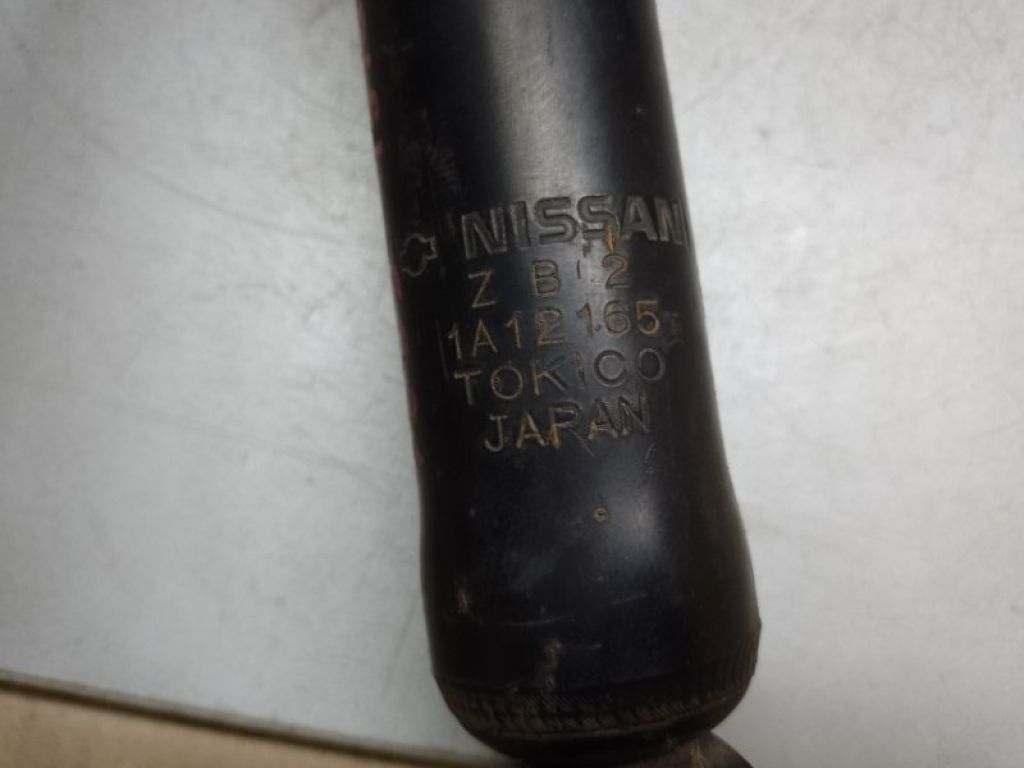 NISSAN
Z B 2
1A12165
TOKICO
JAPAN